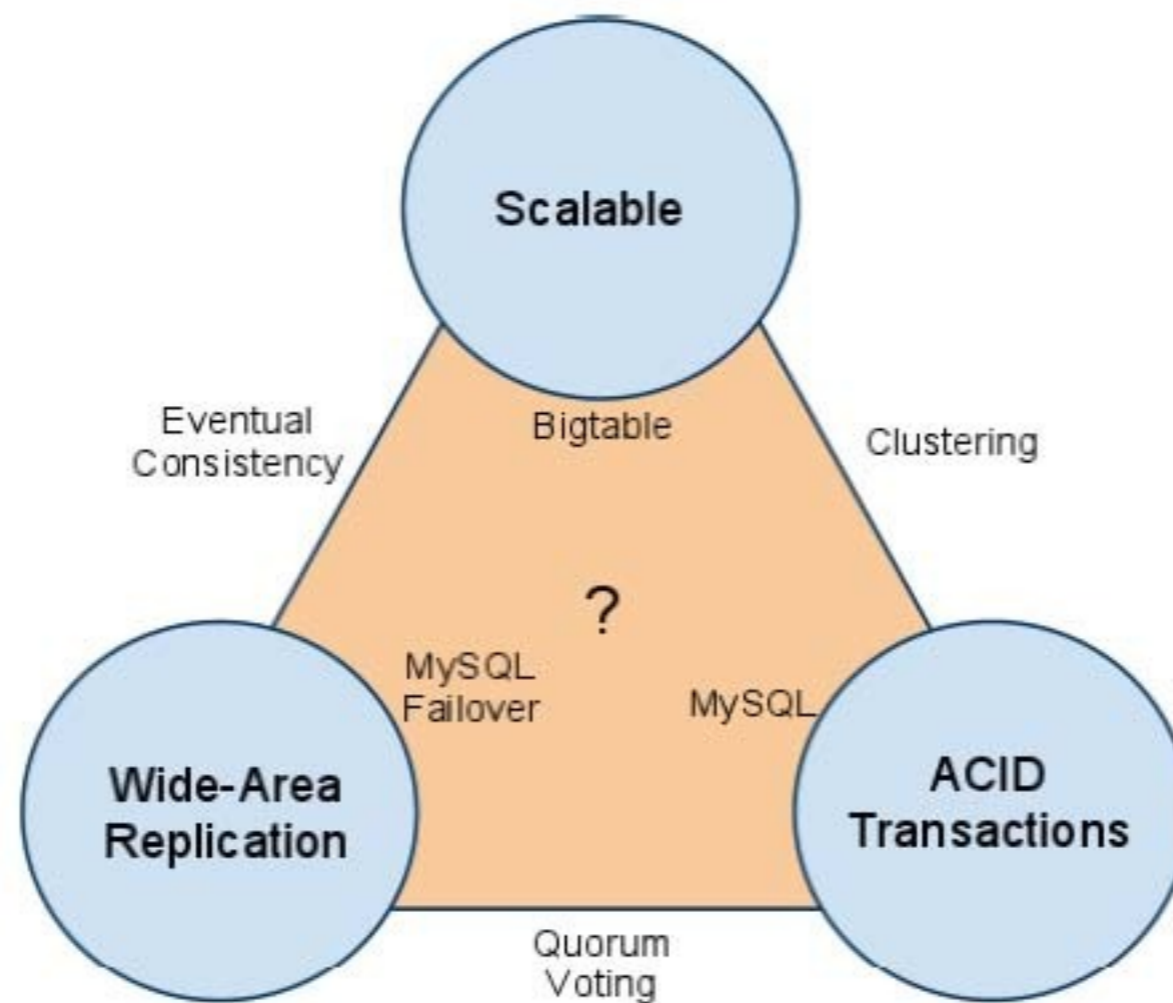 Scalable
Eventual
Consistency
Bigtable
Clustering
?
MySQL
Failover
MySQL
Wide-Area
Replication
ACID
Transactions
Quorum
Voting